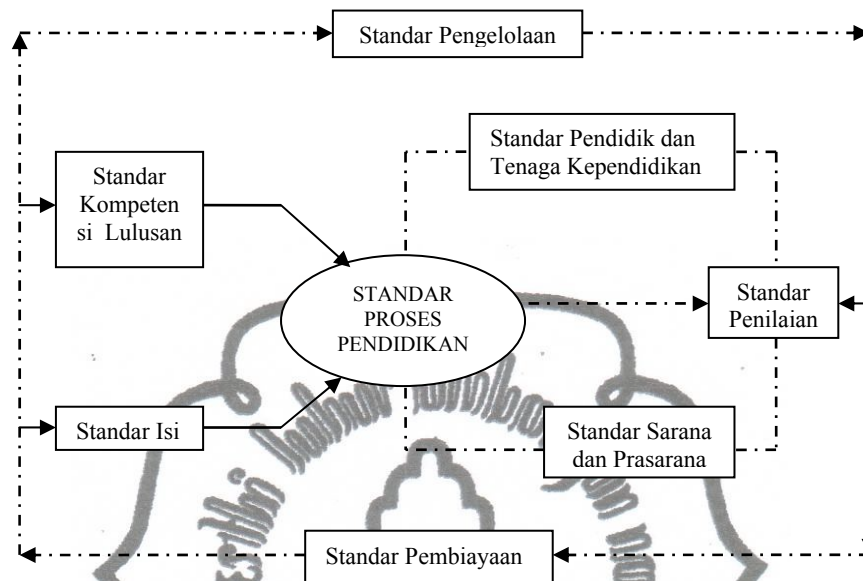 Standar Pengelolaan
Standar Pendidik dan
Tenaga Kependidikan
Standar
Kompeten
si Lulusan
STANDAR
PROSES
PENDIDIKAN
Standar
Penilaian
Standar Isi
Standar Sarana
dan Prasarana
Standar Pembiayaan